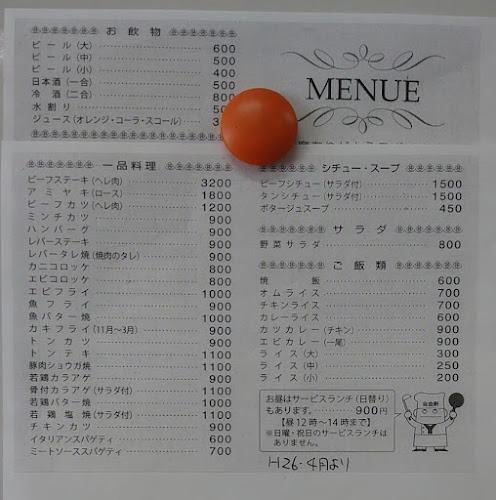 お飲物
ビール(大) 600
ビール(中) 500
ビール(小) 400
日本酒(一合) 500
冷酒(二合) 800
水割り
ジュース(オレンジ・コーラ・スコール)
MENUE
一品料理
ビーフステーキ(ヘレ肉) 3200
アミヤキ(ロース) 1800
ビーフカツ(ヘレ肉) 1200
ミンチカツ 900
ハンバーグ 900
レバーステーキ 900
レバータレ焼(焼肉のタレ) 900
カニコロッケ 800
エビコロッケ 800
エビフライ 1000
魚フライ 900
魚バター焼 1000
カキフライ(11月〜3月) 900
トンカツ 900
トンテキ 1100
豚肉ショウガ焼 1100
若鶏カラアゲ 900
骨付カラアゲ(サラダ付) 1100
若鶏バター焼 1000
若鶏塩焼(サラダ付) 1100
チキンカツ 900
イタリアンスパゲティ 600
ミートソーススパゲティ 700
シチュー・スープ
ビーフシチュー(サラダ付) 1500
タンシチュー(サラダ付) 1500
ポタージュスープ 450
サラダ
野菜サラダ 800
ご飯類
焼飯 600
オムライス 700
チキンライス 700
カレーライス 600
カツカレー(チキン) 900
エビカレー(一尾) 900
ライス(大) 300
ライス(中) 250
ライス(小) 200
お昼はサービスランチ(日替り)
もあります。 900円
【昼12時〜14時まで】
※日曜・祝日のサービスランチは
ありません。
H26.4月より